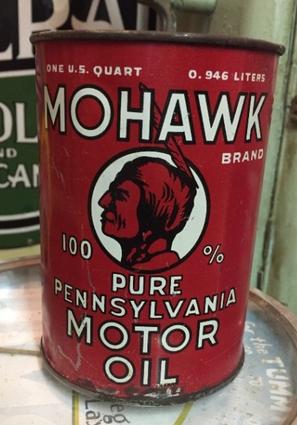 ONE U.S. QUART 0.946 LITERS
MOHAWK
BRAND
100 %
PURE
PENNSYLVANIA
MOTOR
OIL